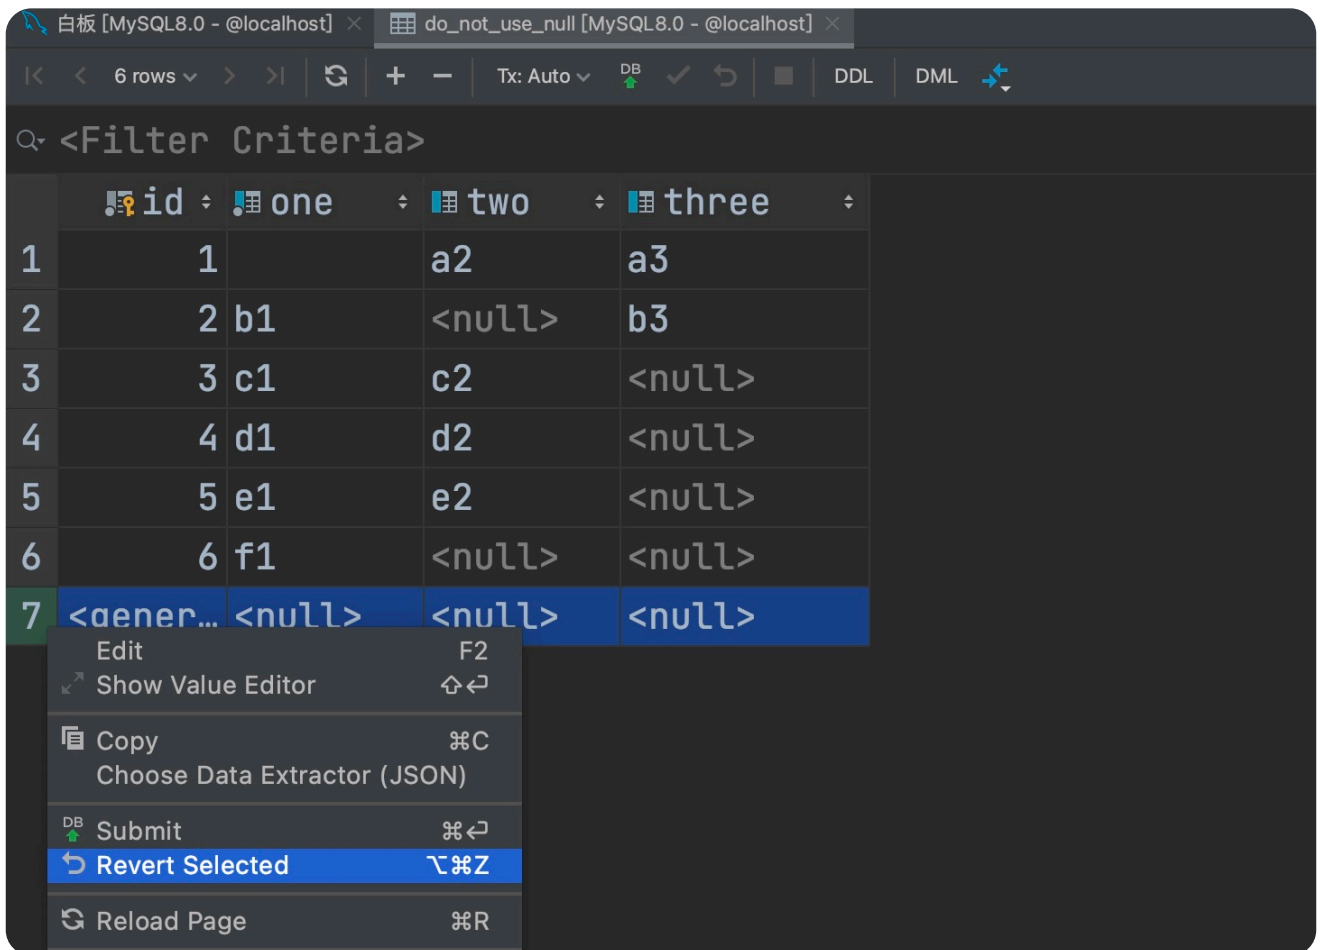 白板 [MySQL8.0 - @localhost] do_not_use_null [MySQL8.0 - @localhost]
6 rows Tx: Auto DB DDL DML
<Filter Criteria>
id one two three
1 1 a2 a3
2 2 b1 <null> b3
3 3 c1 c2 <null>
4 4 d1 d2 <null>
5 5 e1 e2 <null>
6 6 f1 <null> <null>
7 <gener… <null> <null> <null>
Edit F2
Show Value Editor ⇧↩
Copy ⌘C
Choose Data Extractor (JSON)
DB Submit ⌘↩
Revert Selected ⌥⌘Z
Reload Page ⌘R